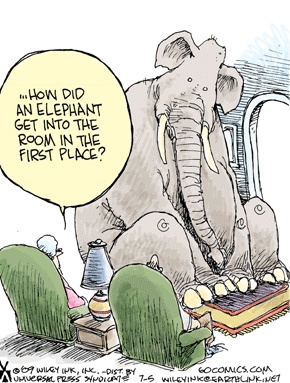 ...HOW DID
AN ELEPHANT
GET INTO THE
ROOM IN THE
FIRST PLACE?
©'09 WILEY INK, INC. – DIST. BY
UNIVERSAL PRESS SYNDICATE 7-5
GOCOMICS.COM
WILEYINK@EARTHLINK.NET